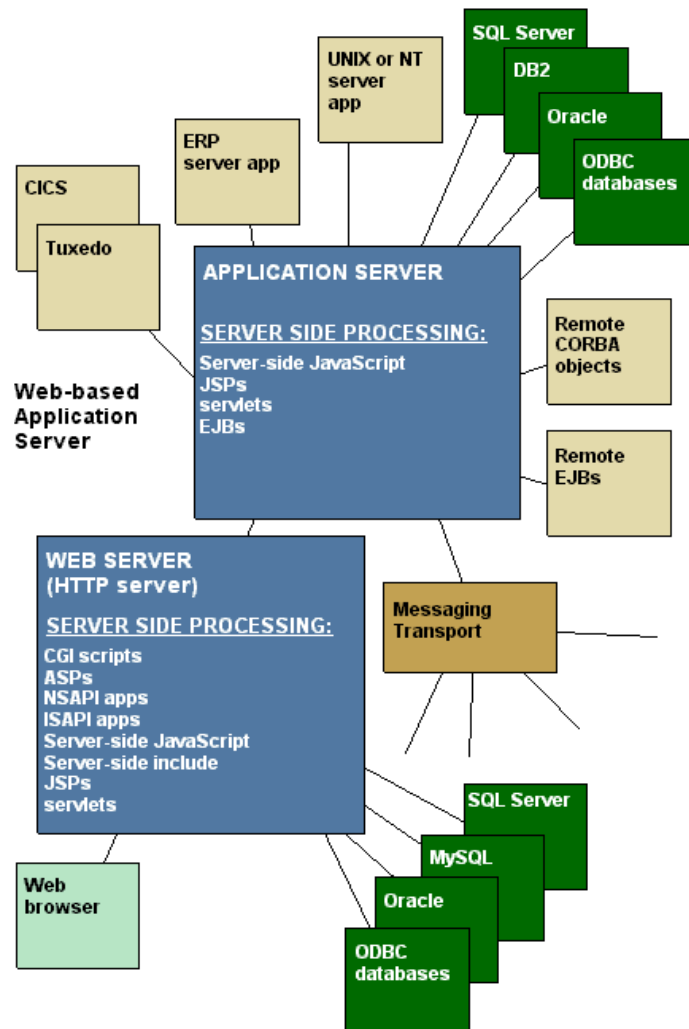 SQL Server
DB2
Oracle
ODBC
databases
UNIX or NT
server
app
ERP
server app
CICS
Tuxedo
APPLICATION SERVER
SERVER SIDE PROCESSING:
Server-side JavaScript
JSPs
servlets
EJBs
Remote
CORBA
objects
Web-based
Application
Server
Remote
EJBs
WEB SERVER
(HTTP server)
SERVER SIDE PROCESSING:
CGI scripts
ASPs
NSAPI apps
ISAPI apps
Server-side JavaScript
Server-side include
JSPs
servlets
Messaging
Transport
SQL Server
MySQL
Oracle
ODBC
databases
Web
browser